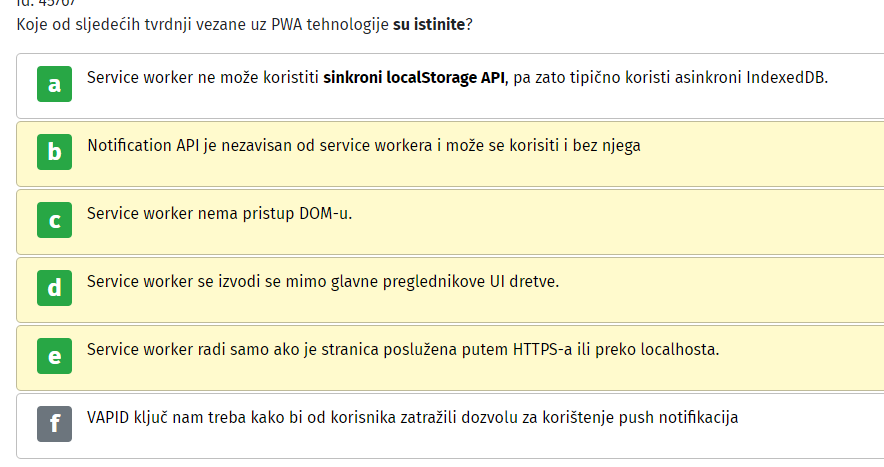 Id: 45767
Koje od sljedećih tvrdnji vezane uz PWA tehnologije su istinite?
a Service worker ne može koristiti sinkroni localStorage API, pa zato tipično koristi asinkroni IndexedDB.
b Notification API je nezavisan od service workera i može se korisiti i bez njega
c Service worker nema pristup DOM-u.
d Service worker se izvodi se mimo glavne preglednikove UI dretve.
e Service worker radi samo ako je stranica poslužena putem HTTPS-a ili preko localhosta.
f VAPID ključ nam treba kako bi od korisnika zatražili dozvolu za korištenje push notifikacija